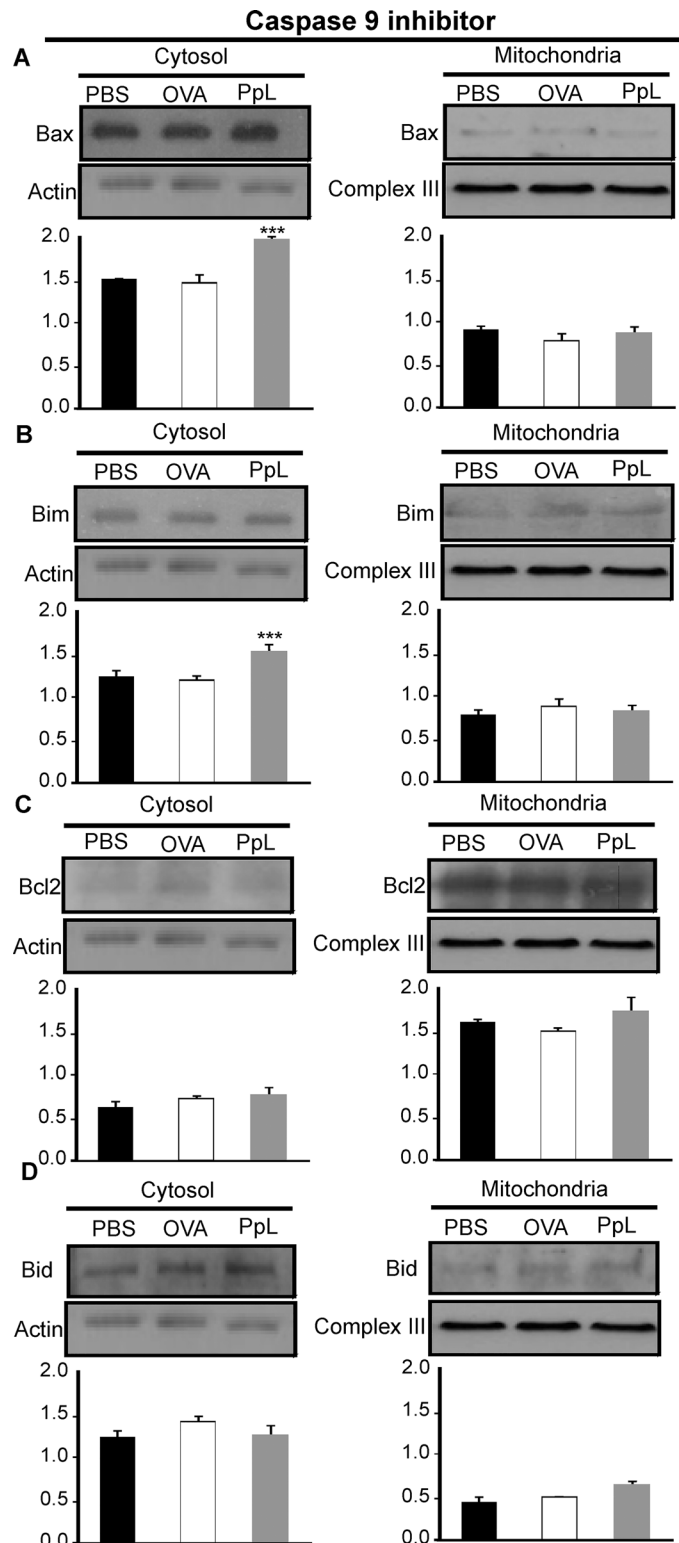 Caspase 9 inhibitor
A
Cytosol
PBS OVA PpL
Bax
Actin
2.0
***
1.5
1.0
0.5
0.0
Mitochondria
PBS OVA PpL
Bax
Complex III
2.0
1.5
1.0
0.5
0.0
B
Cytosol
PBS OVA PpL
Bim
Actin
2.0
***
1.5
1.0
0.5
0.0
Mitochondria
PBS OVA PpL
Bim
Complex III
2.0
1.5
1.0
0.5
0.0
C
Cytosol
PBS OVA PpL
Bcl2
Actin
2.0
1.5
1.0
0.5
0.0
Mitochondria
PBS OVA PpL
Bcl2
Complex III
2.0
1.5
1.0
0.5
0.0
D
Cytosol
PBS OVA PpL
Bid
Actin
2.0
1.5
1.0
0.5
0.0
Mitochondria
PBS OVA PpL
Bid
Complex III
2.0
1.5
1.0
0.5
0.0